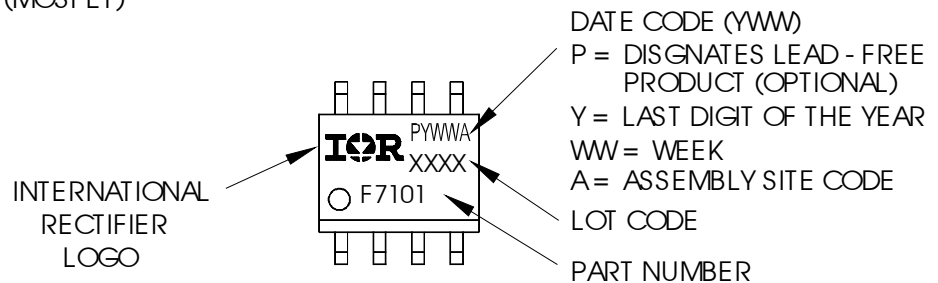 (MOSFET)
DATE CODE (YWW)
P = DISGNATES LEAD - FREE
PRODUCT (OPTIONAL)
Y = LAST DIGIT OF THE YEAR
WW = WEEK
A = ASSEMBLY SITE CODE
LOT CODE
PART NUMBER
INTERNATIONAL
RECTIFIER
LOGO
IOR
PYWWA
XXXX
F7101